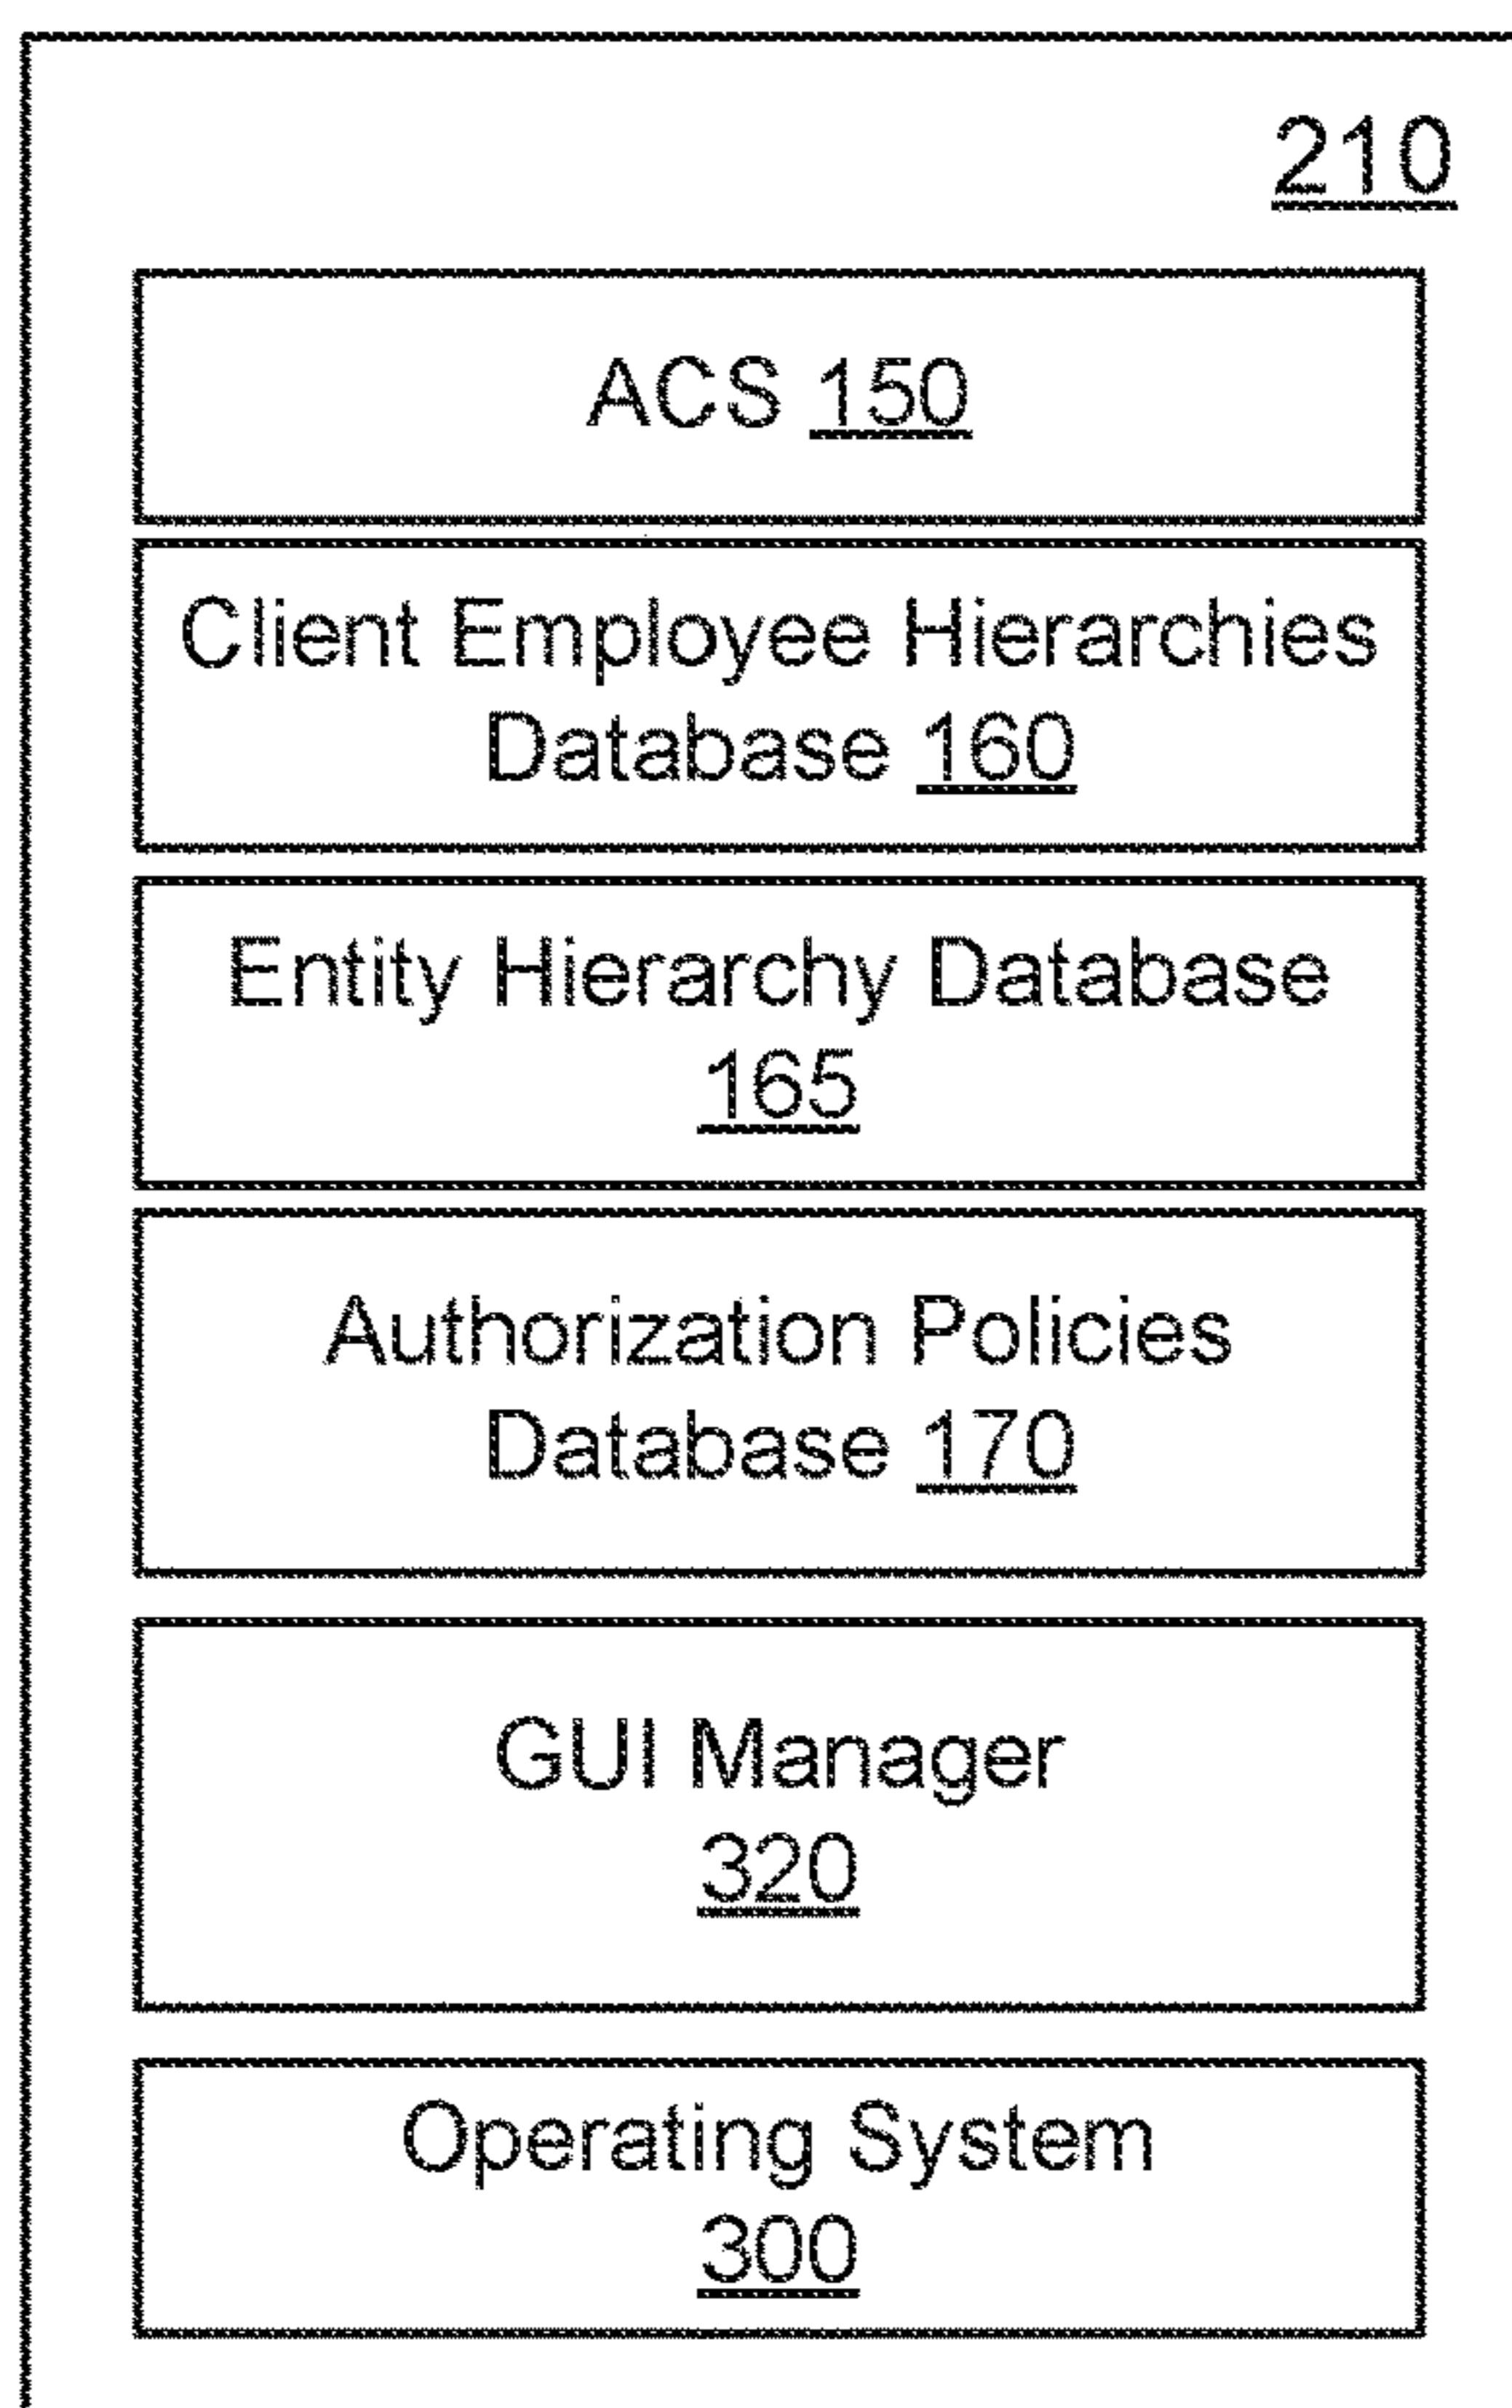 210
ACS 150
Client Employee Hierarchies
Database 160
Entity Hierarchy Database
165
Authorization Policies
Database 170
GUI Manager
320
Operating System
300